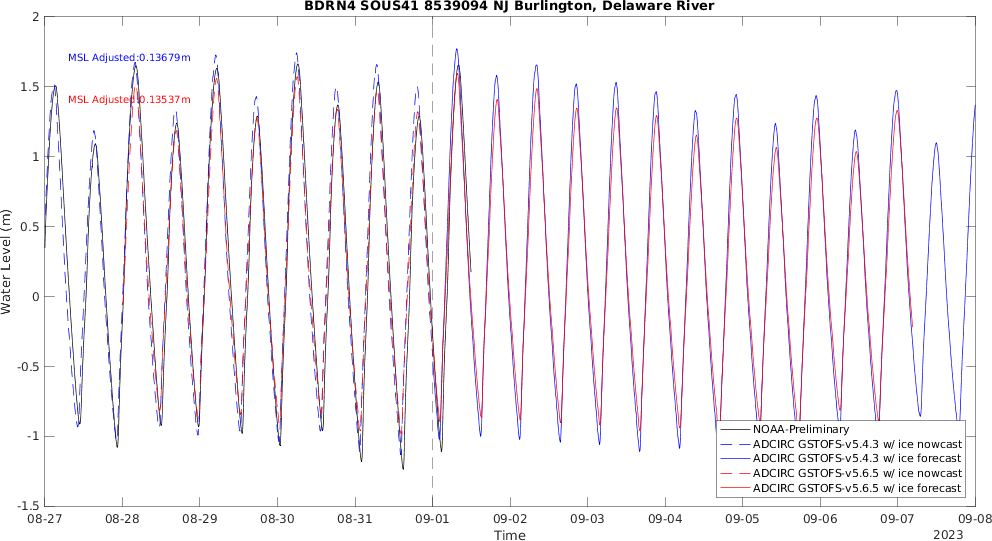 BDRN4 SOUS41 8539094 NJ Burlington, Delaware River
2
1.5
1
0.5
0
-0.5
-1
-1.5
Water Level (m)
MSL Adjusted:0.13679m
MSL Adjusted:0.13537m
NOAA-Preliminary
ADCIRC GSTOFS-v5.4.3 w/ ice nowcast
ADCIRC GSTOFS-v5.4.3 w/ ice forecast
ADCIRC GSTOFS-v5.6.5 w/ ice nowcast
ADCIRC GSTOFS-v5.6.5 w/ ice forecast
08-27 08-28 08-29 08-30 08-31 09-01 09-02 09-03 09-04 09-05 09-06 09-07 09-08
Time
2023